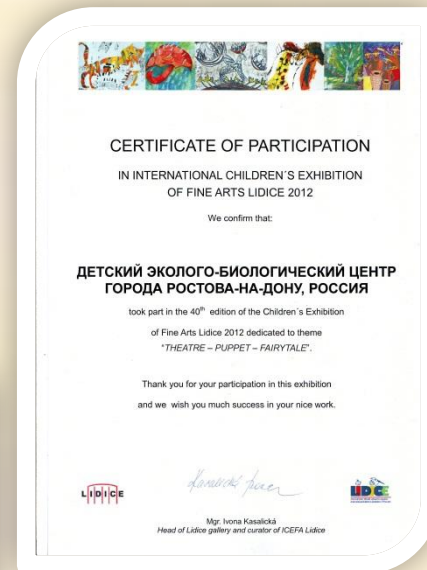 CERTIFICATE OF PARTICIPATION
IN INTERNATIONAL CHILDREN´S EXHIBITION
OF FINE ARTS LIDICE 2012
We confirm that:
ДЕТСКИЙ ЭКОЛОГО-БИОЛОГИЧЕСКИЙ ЦЕНТР
ГОРОДА РОСТОВА-НА-ДОНУ, РОССИЯ
took part in the 40th edition of the Children´s Exhibition
of Fine Arts Lidice 2012 dedicated to theme
"THEATRE – PUPPET – FAIRYTALE".
Thank you for your participation in this exhibition
and we wish you much success in your nice work.
LIDICE
LIDICE
Mgr. Ivona Kasalická
Head of Lidice gallery and curator of ICEFA Lidice